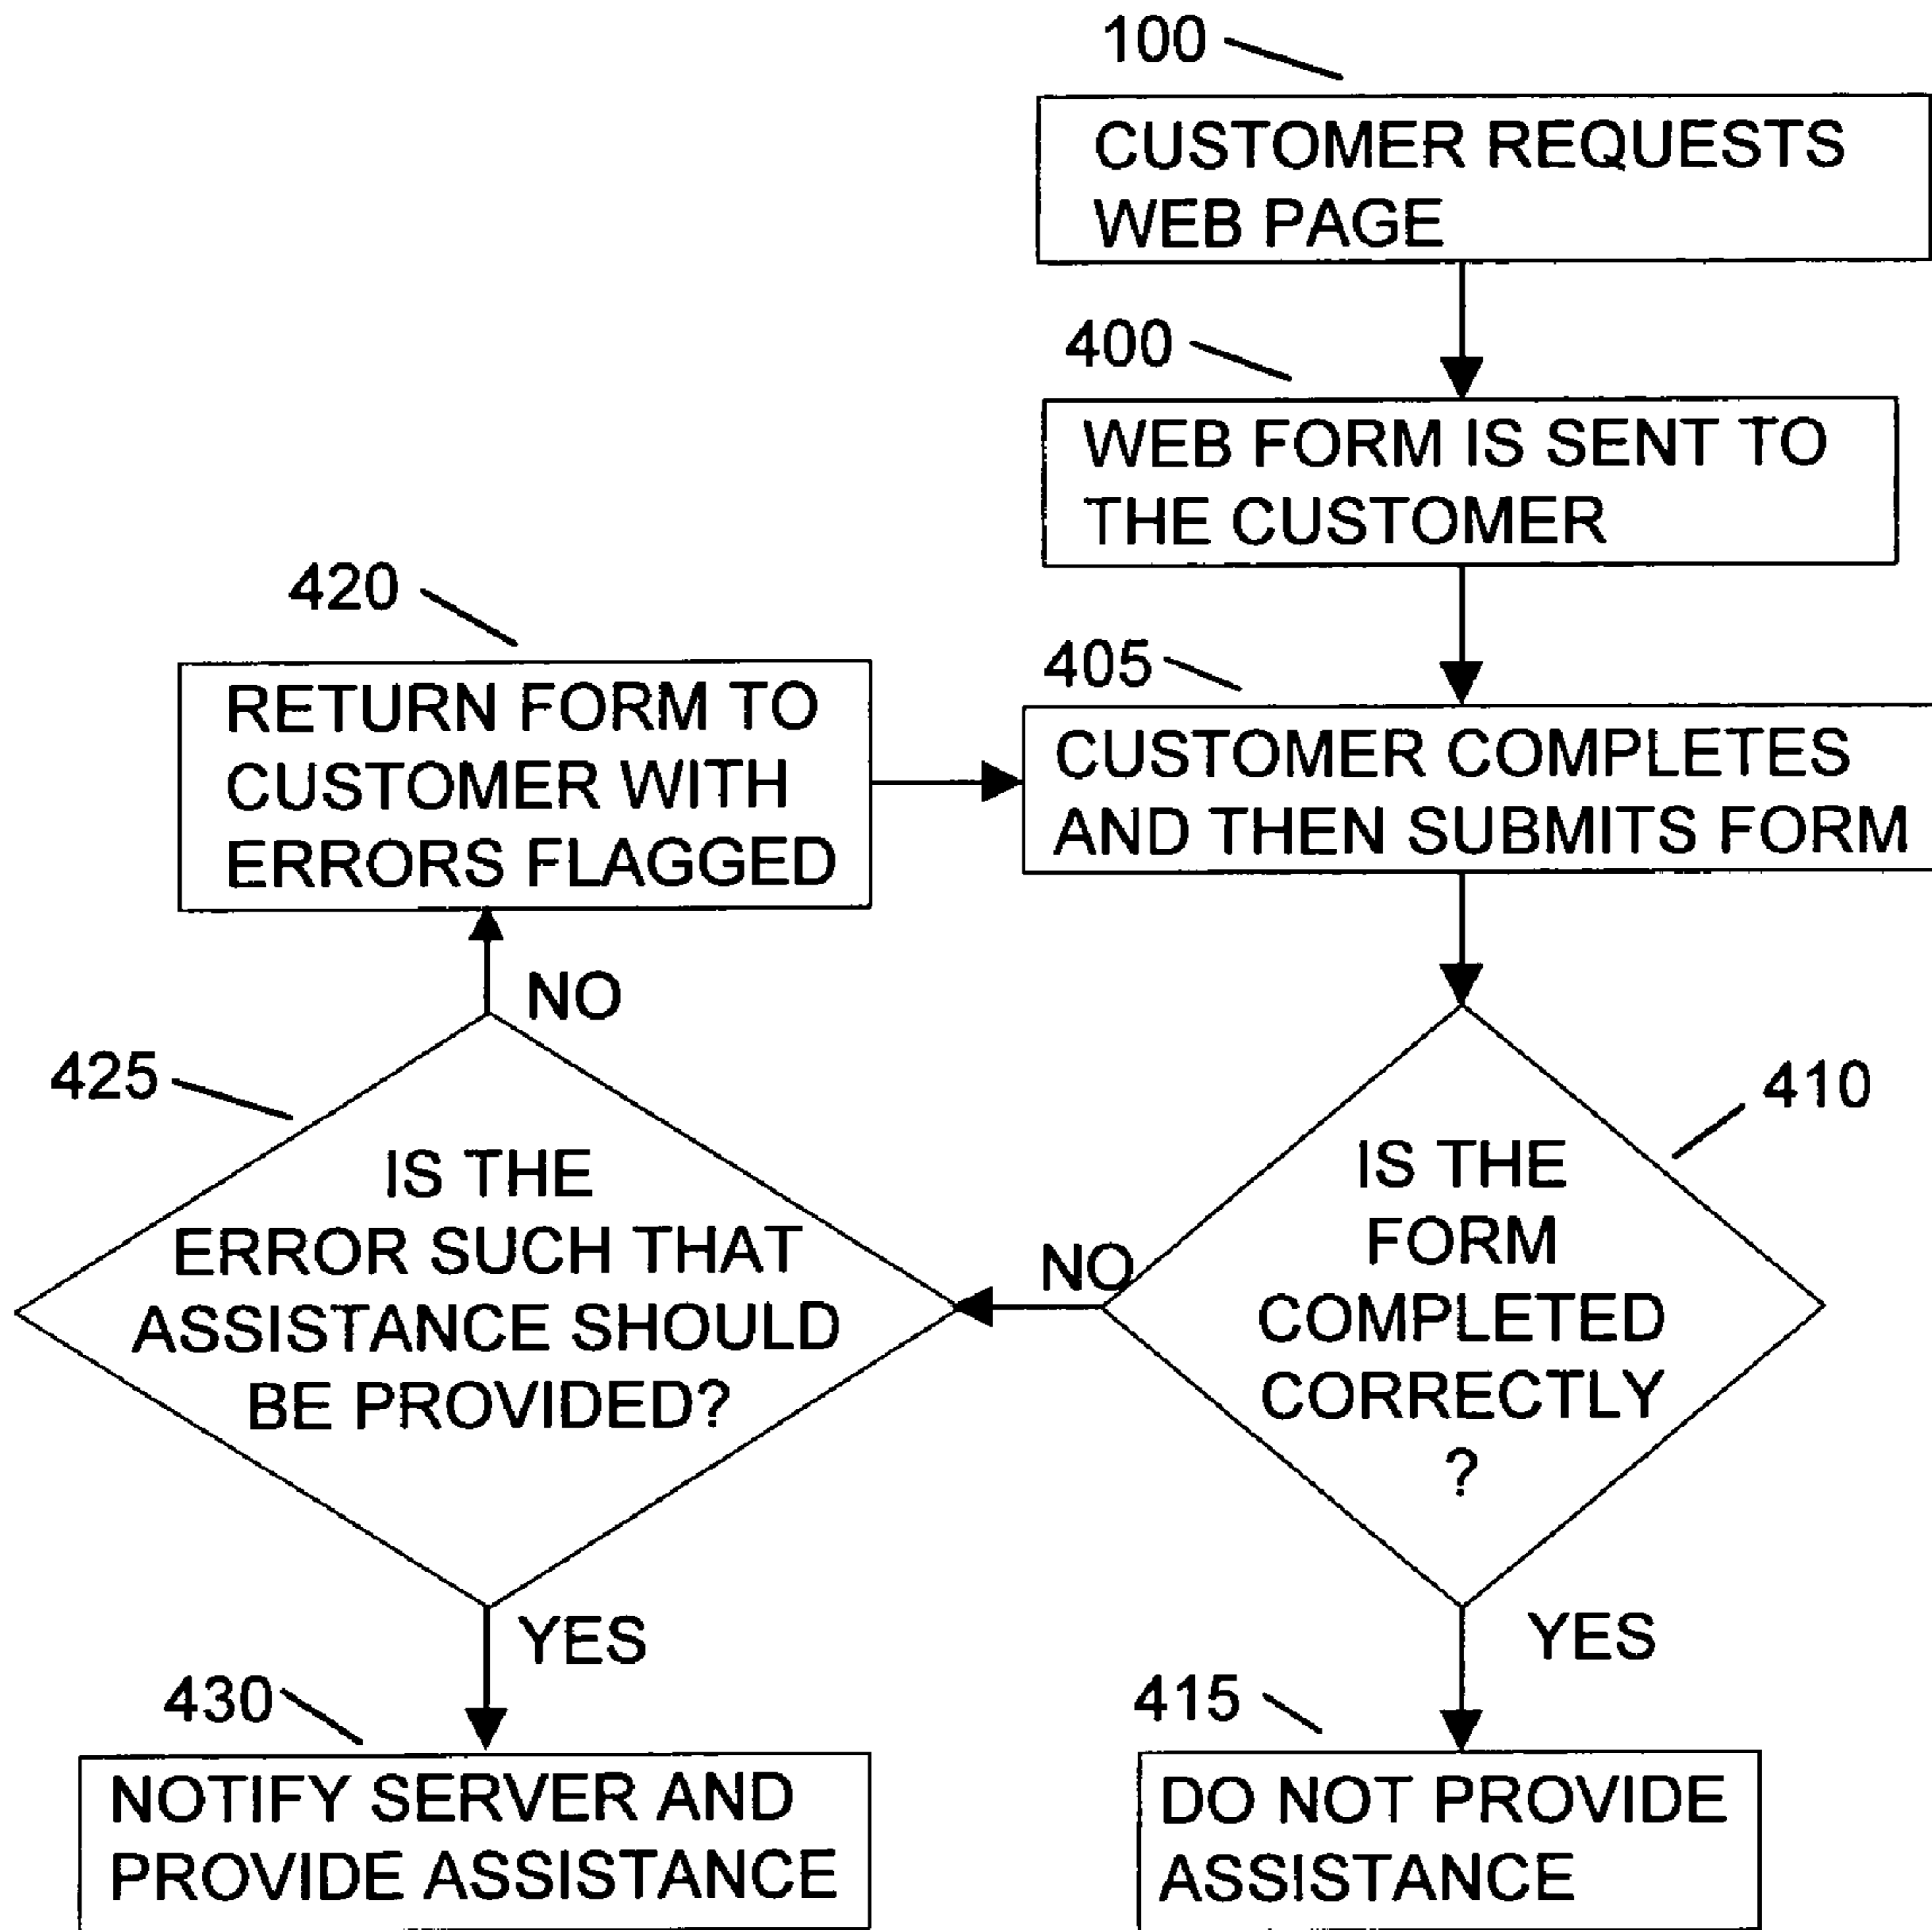 100
CUSTOMER REQUESTS
WEB PAGE
400
WEB FORM IS SENT TO
THE CUSTOMER
420
RETURN FORM TO
CUSTOMER WITH
ERRORS FLAGGED
405
CUSTOMER COMPLETES
AND THEN SUBMITS FORM
NO
425
IS THE
ERROR SUCH THAT
ASSISTANCE SHOULD
BE PROVIDED?
NO
410
IS THE
FORM
COMPLETED
CORRECTLY
?
YES
YES
430
NOTIFY SERVER AND
PROVIDE ASSISTANCE
415
DO NOT PROVIDE
ASSISTANCE